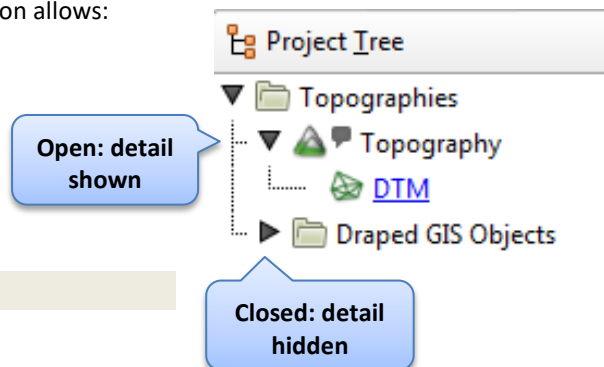 on allows:
Project Tree
Topographies
Open: detail
shown
Topography
DTM
Draped GIS Objects
Closed: detail
hidden